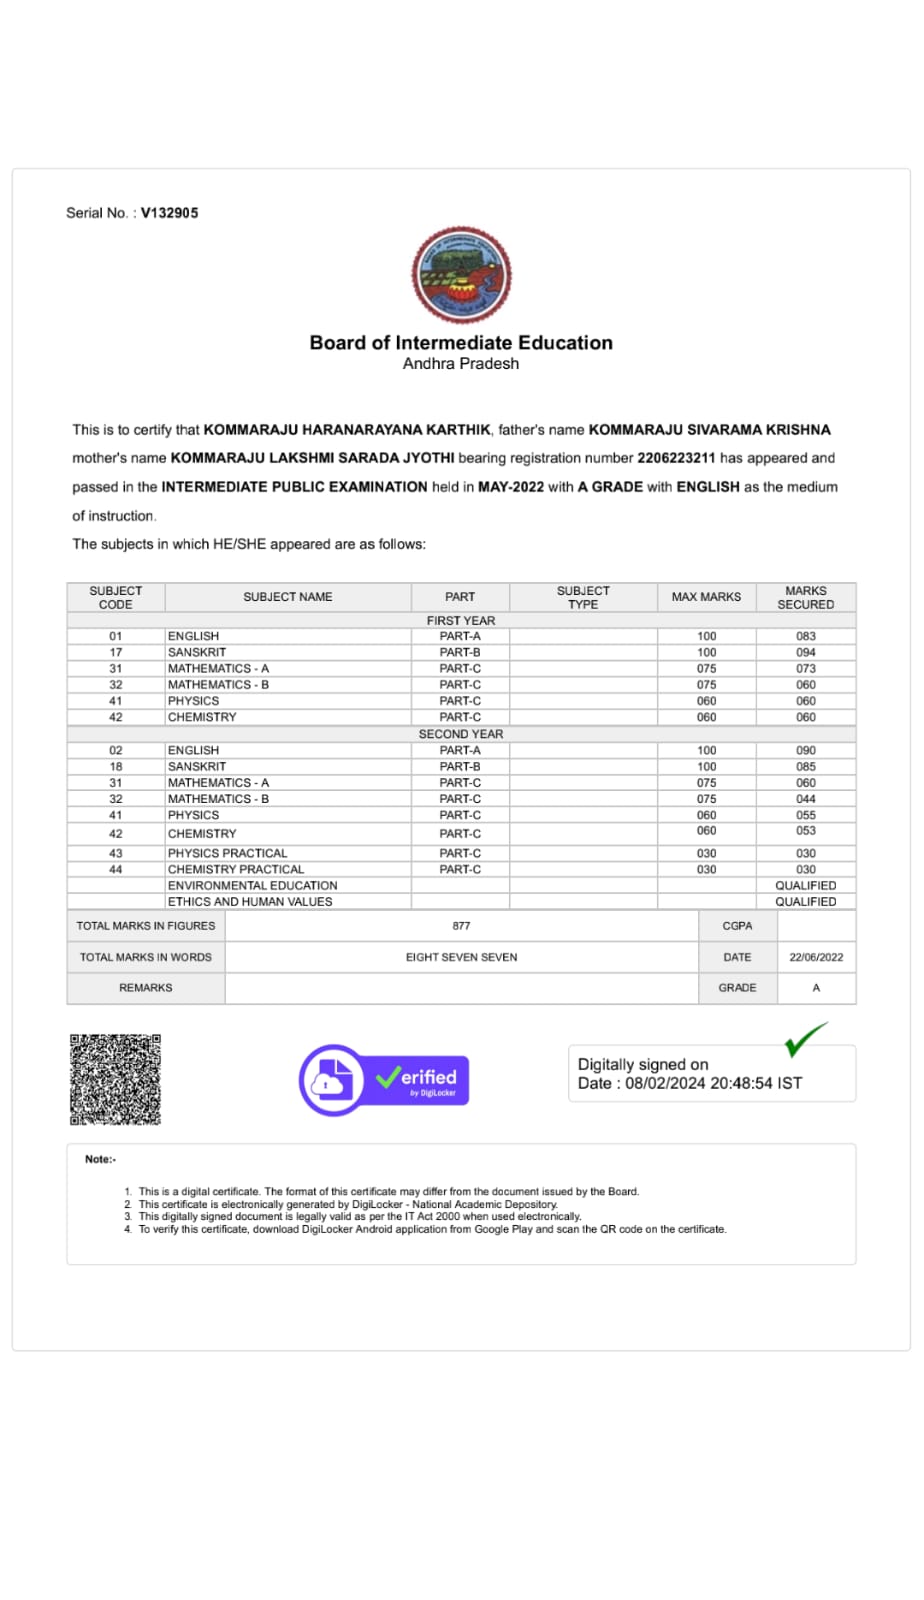 Serial No. : V132905
Board of Intermediate Education
Andhra Pradesh
This is to certify that KOMMARAJU HARANARAYANA KARTHIK, father's name KOMMARAJU SIVARAMA KRISHNA
mother's name KOMMARAJU LAKSHMI SARADA JYOTHI bearing registration number 2206223211 has appeared and
passed in the INTERMEDIATE PUBLIC EXAMINATION held in MAY-2022 with A GRADE with ENGLISH as the medium
of instruction.
The subjects in which HE/SHE appeared are as follows:
SUBJECT CODE SUBJECT NAME PART SUBJECT TYPE MAX MARKS MARKS SECURED
FIRST YEAR
01 ENGLISH PART-A 100 083
17 SANSKRIT PART-B 100 094
31 MATHEMATICS - A PART-C 075 073
32 MATHEMATICS - B PART-C 075 060
41 PHYSICS PART-C 060 060
42 CHEMISTRY PART-C 060 060
SECOND YEAR
02 ENGLISH PART-A 100 090
18 SANSKRIT PART-B 100 085
31 MATHEMATICS - A PART-C 075 060
32 MATHEMATICS - B PART-C 075 044
41 PHYSICS PART-C 060 055
42 CHEMISTRY PART-C 060 053
43 PHYSICS PRACTICAL PART-C 030 030
44 CHEMISTRY PRACTICAL PART-C 030 030
ENVIRONMENTAL EDUCATION QUALIFIED
ETHICS AND HUMAN VALUES QUALIFIED
TOTAL MARKS IN FIGURES 877 CGPA
TOTAL MARKS IN WORDS EIGHT SEVEN SEVEN DATE 22/06/2022
REMARKS GRADE A
erified
by DigiLocker
Digitally signed on
Date : 08/02/2024 20:48:54 IST
Note:-
1. This is a digital certificate. The format of this certificate may differ from the document issued by the Board.
2. This certificate is electronically generated by DigiLocker - National Academic Depository.
3. This digitally signed document is legally valid as per the IT Act 2000 when used electronically.
4. To verify this certificate, download DigiLocker Android application from Google Play and scan the QR code on the certificate.